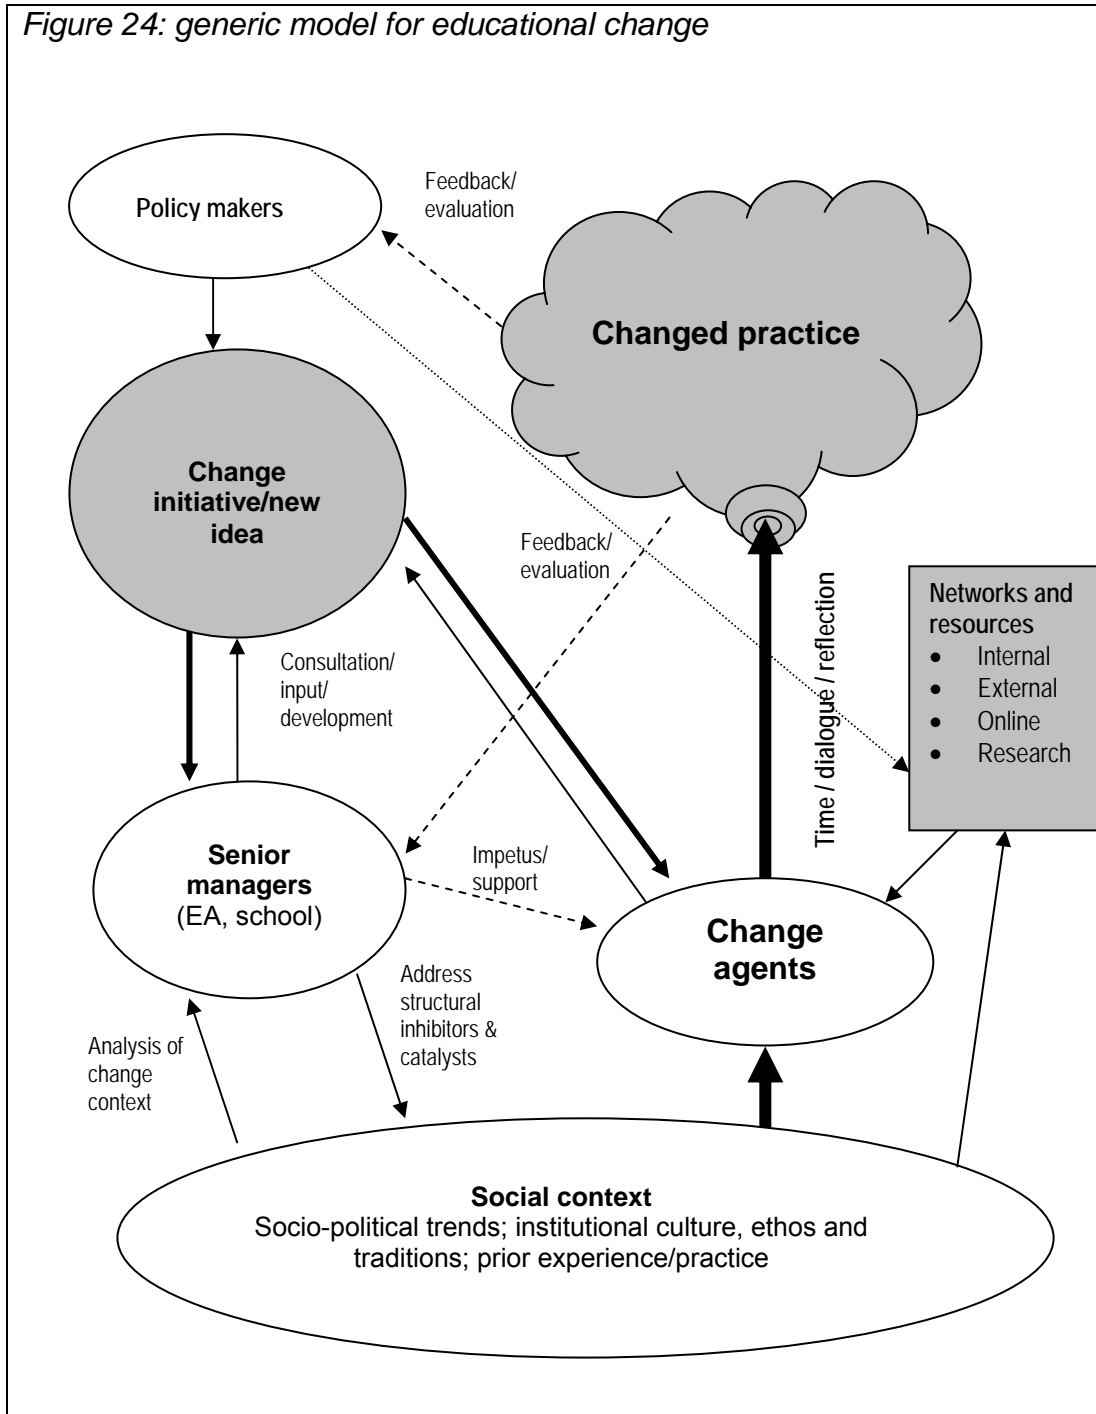 Figure 24: generic model for educational change
Policy makers
Feedback/
evaluation
Changed practice
Change
initiative/new
idea
Feedback/
evaluation
Time / dialogue / reflection
Networks and
resources
• Internal
• External
• Online
• Research
Consultation/
input/
development
Senior
managers
(EA, school)
Impetus/
support
Change
agents
Address
structural
inhibitors &
catalysts
Analysis of
change
context
Social context
Socio-political trends; institutional culture, ethos and
traditions; prior experience/practice